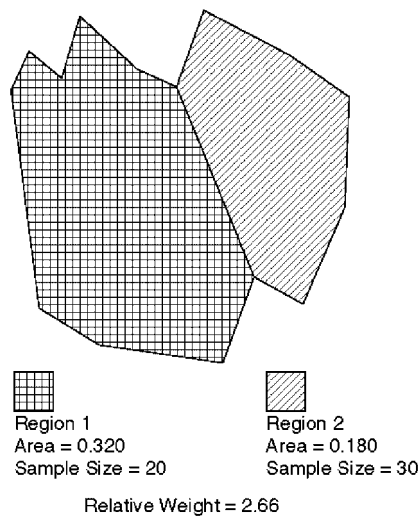 Region 1
Area = 0.320
Sample Size = 20
Region 2
Area = 0.180
Sample Size = 30
Relative Weight = 2.66